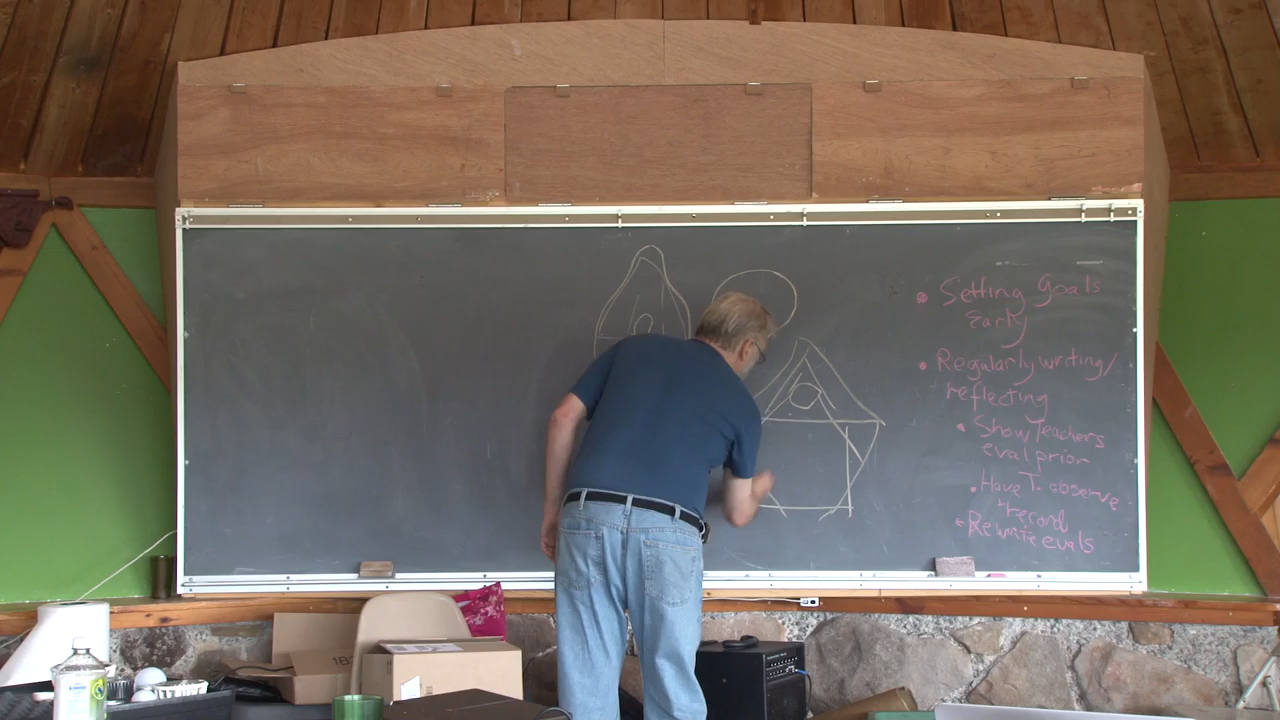 • Setting Goals
Early
• Regularly writing/
reflecting
• Show Teachers
eval prior
• Have T. observe
+ record
• Rewrite evals